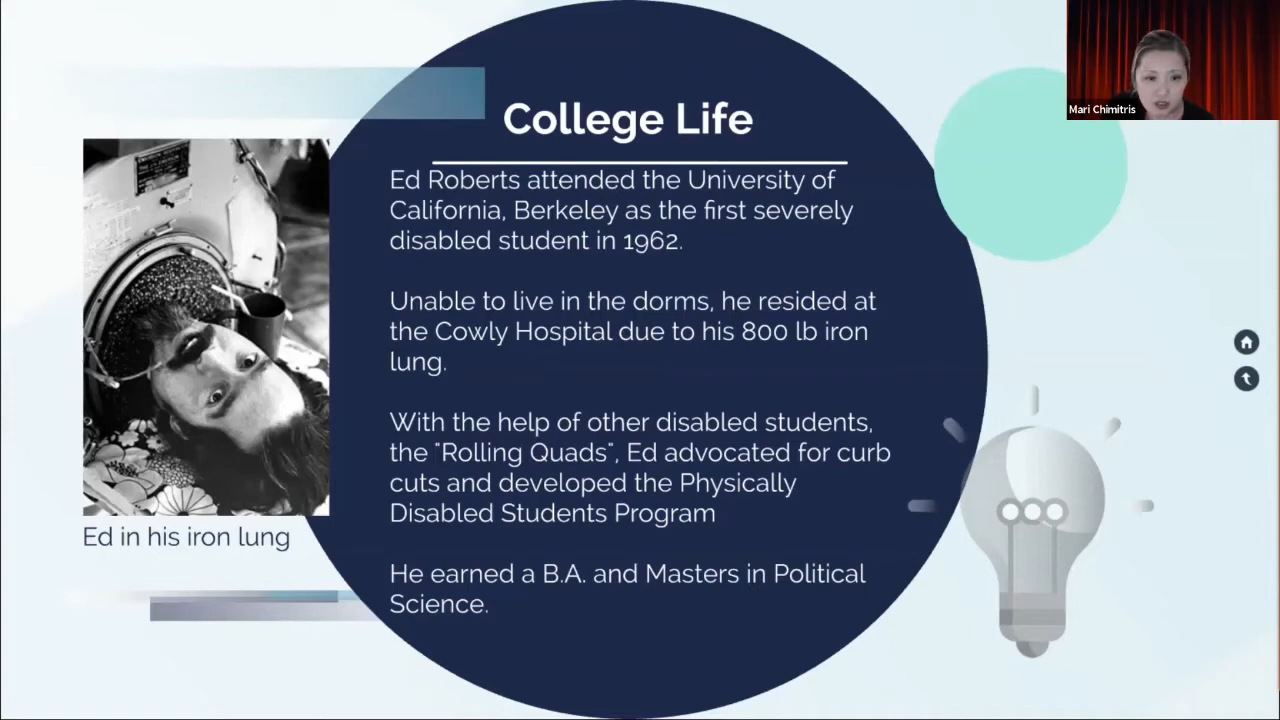 Mari Chimitris
College Life
Ed Roberts attended the University of
California, Berkeley as the first severely
disabled student in 1962.
Unable to live in the dorms, he resided at
the Cowly Hospital due to his 800 lb iron
lung.
With the help of other disabled students,
the "Rolling Quads", Ed advocated for curb
cuts and developed the Physically
Disabled Students Program
He earned a B.A. and Masters in Political
Science.
Ed in his iron lung